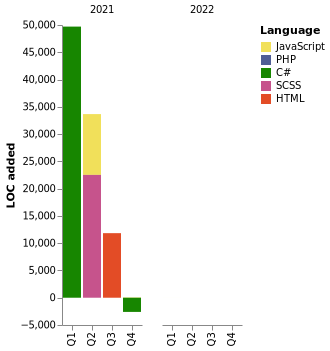 2021
2022
LOC added
50,000
45,000
40,000
35,000
30,000
25,000
20,000
15,000
10,000
5,000
0
−5,000
Q1
Q2
Q3
Q4
Q1
Q2
Q3
Q4
Language
JavaScript
PHP
C#
SCSS
HTML